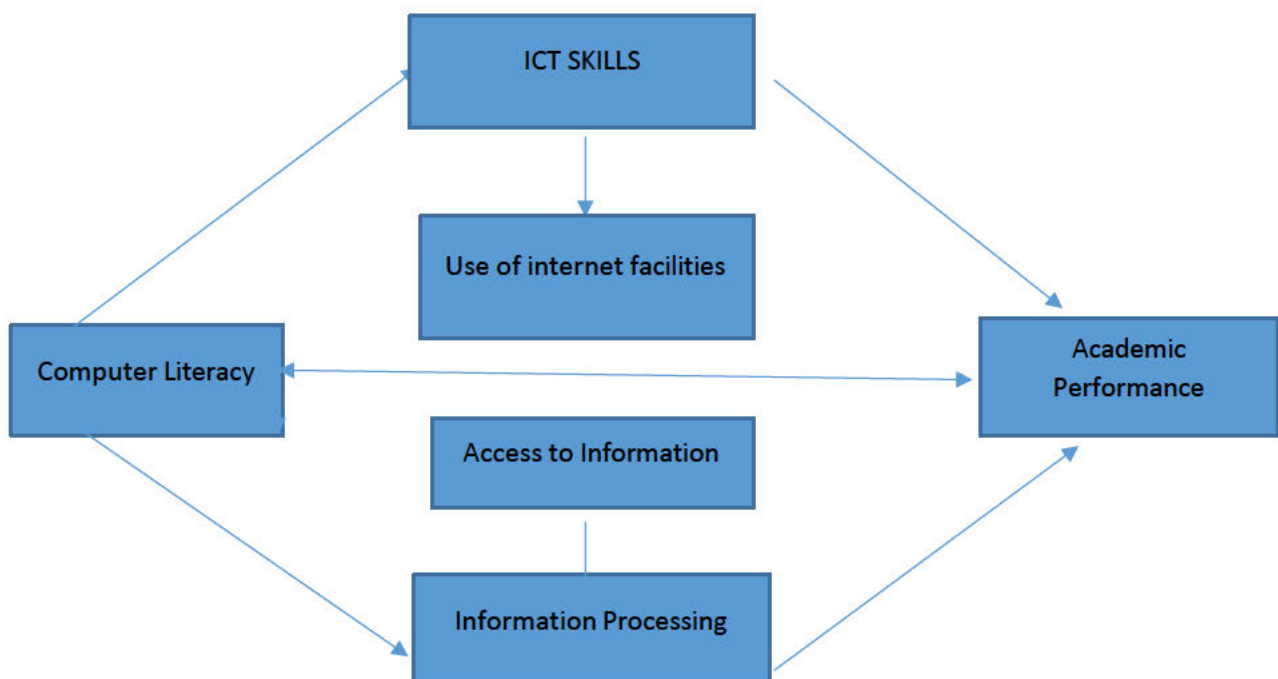 ICT SKILLS
Use of internet facilities
Computer Literacy
Academic
Performance
Access to Information
Information Processing